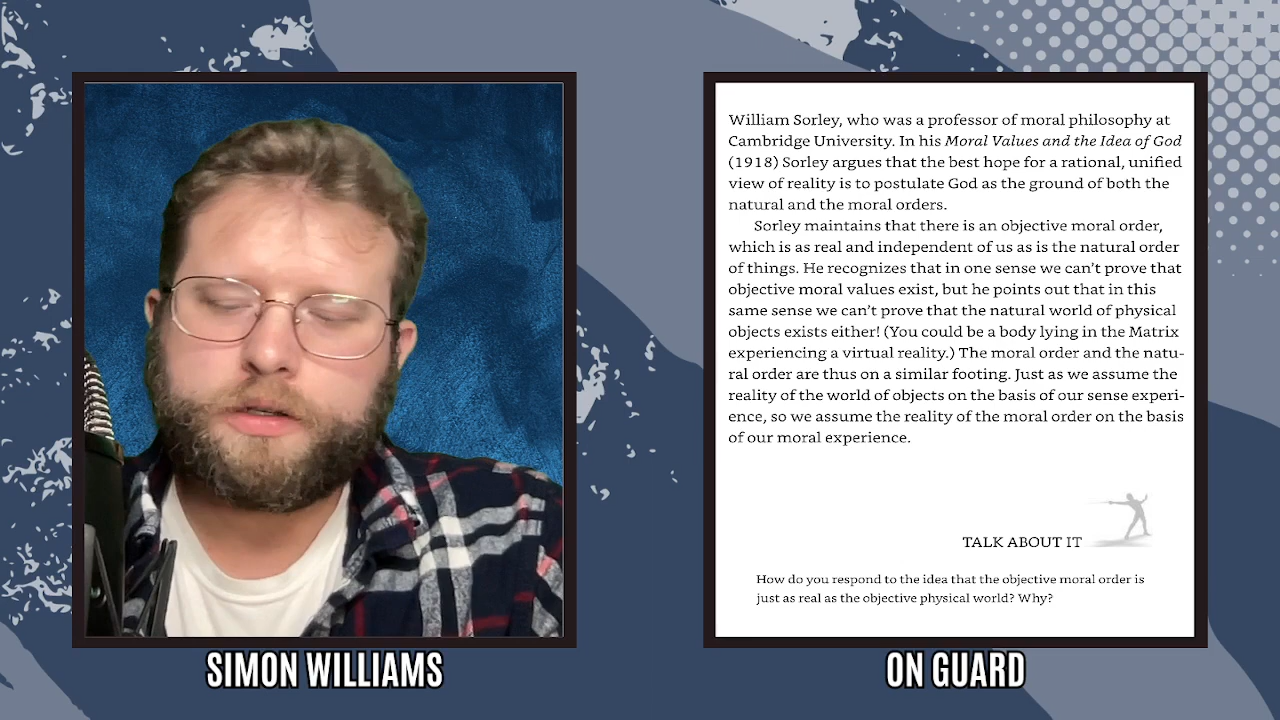 William Sorley, who was a professor of moral philosophy at
Cambridge University. In his Moral Values and the Idea of God
(1918) Sorley argues that the best hope for a rational, unified
view of reality is to postulate God as the ground of both the
natural and the moral orders.
Sorley maintains that there is an objective moral order,
which is as real and independent of us as is the natural order
of things. He recognizes that in one sense we can't prove that
objective moral values exist, but he points out that in this
same sense we can't prove that the natural world of physical
objects exists either! (You could be a body lying in the Matrix
experiencing a virtual reality.) The moral order and the natu-
ral order are thus on a similar footing. Just as we assume the
reality of the world of objects on the basis of our sense experi-
ence, so we assume the reality of the moral order on the basis
of our moral experience.
TALK ABOUT IT
How do you respond to the idea that the objective moral order is
just as real as the objective physical world? Why?
SIMON WILLIAMS
ON GUARD